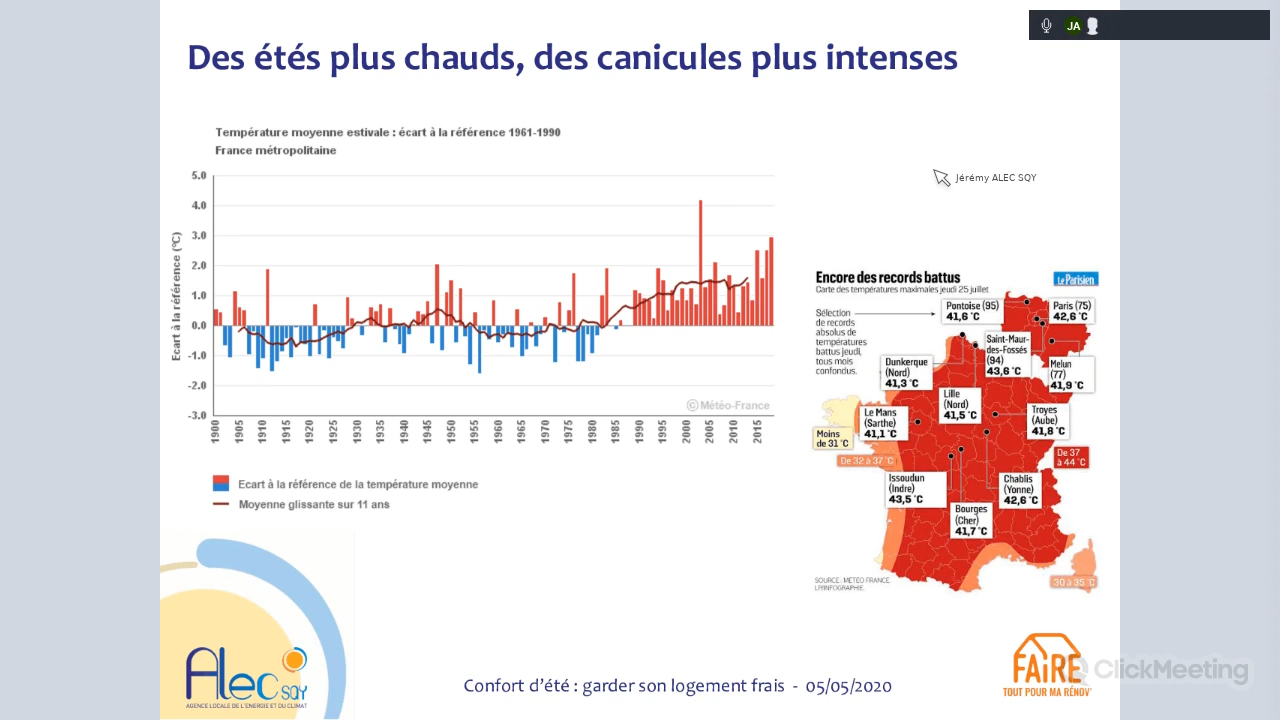 JA
Des étés plus chauds, des canicules plus intenses
Température moyenne estivale : écart à la référence 1961-1990
France métropolitaine
Ecart à la référence (°C)
5.0
4.0
3.0
2.0
1.0
0.0
-1.0
-2.0
-3.0
© Météo-France
1900
1905
1910
1915
1920
1925
1930
1935
1940
1945
1950
1955
1960
1965
1970
1975
1980
1985
1990
1995
2000
2005
2010
2015
Ecart à la référence de la température moyenne
Moyenne glissante sur 11 ans
Jérémy ALEC SQY
Encore des records battus
Le Parisien
Carte des températures maximales jeudi 25 juillet
Sélection
de records
absolus de
températures
battus jeudi,
tous mois
confondus.
Pontoise (95)
41,6 °C
Paris (75)
42,6 °C
Saint-Maur-
des-Fossés
(94)
43,6 °C
Melun
(77)
41,9 °C
Dunkerque
(Nord)
41,3 °C
Lille
(Nord)
41,5 °C
Le Mans
(Sarthe)
41,1 °C
Troyes
(Aube)
41,8 °C
Moins
de 31 °C
De 32 à 37 °C
De 37
à 44 °C
Issoudun
(Indre)
43,5 °C
Chablis
(Yonne)
42,6 °C
Bourges
(Cher)
41,7 °C
30 à 35 °C
SOURCE : MÉTÉO FRANCE.
LP/INFOGRAPHIE.
Alec SQY
AGENCE LOCALE DE L'ENERGIE ET DU CLIMAT
Confort d'été : garder son logement frais - 05/05/2020
FAiRE
TOUT POUR MA RÉNOV'
ClickMeeting